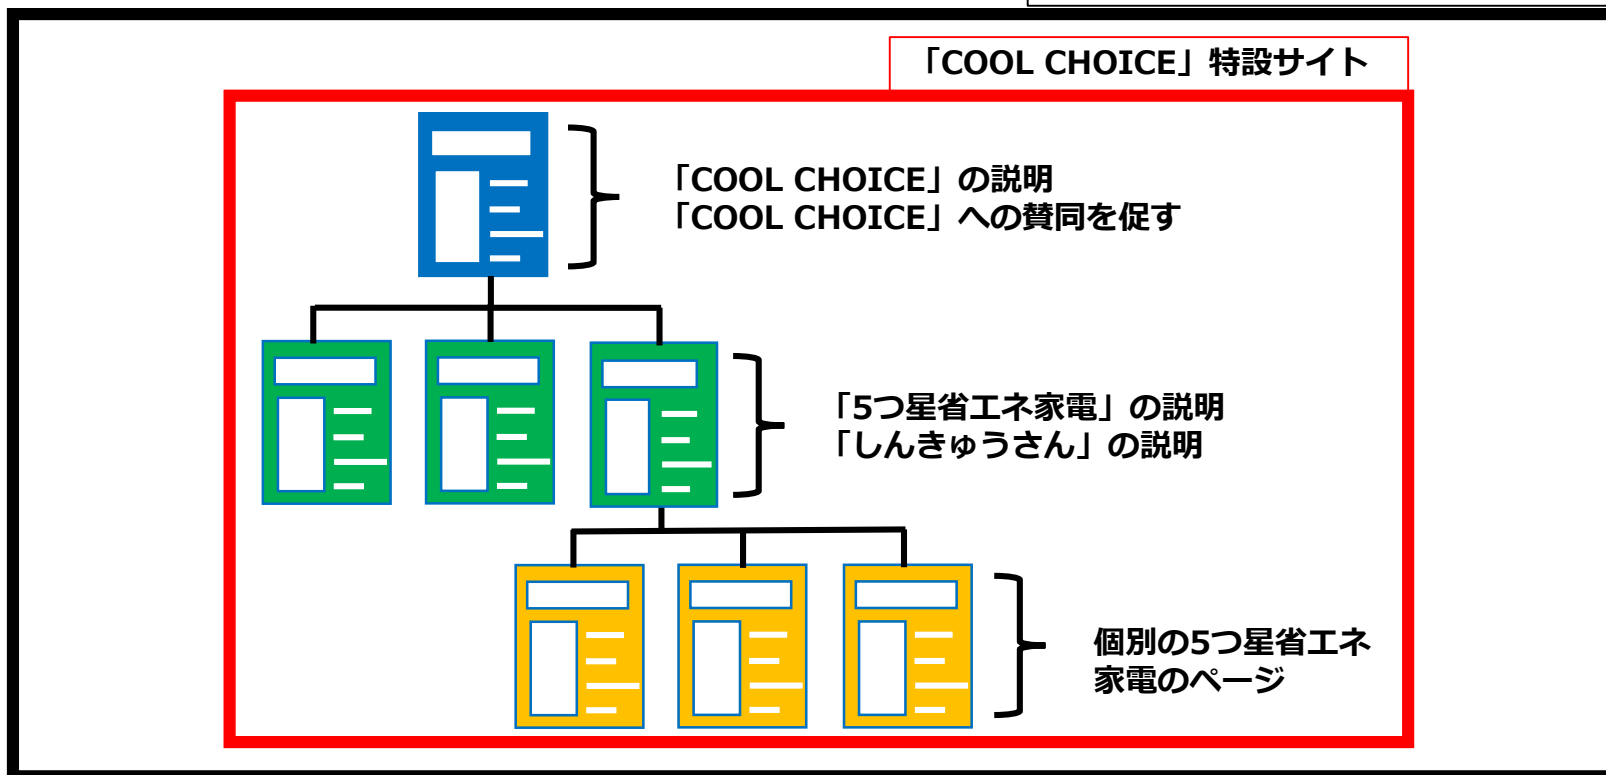 「COOL CHOICE」特設サイト
「COOL CHOICE」の説明
「COOL CHOICE」への賛同を促す
「5つ星省エネ家電」の説明
「しんきゅうさん」の説明
個別の5つ星省エネ
家電のページ